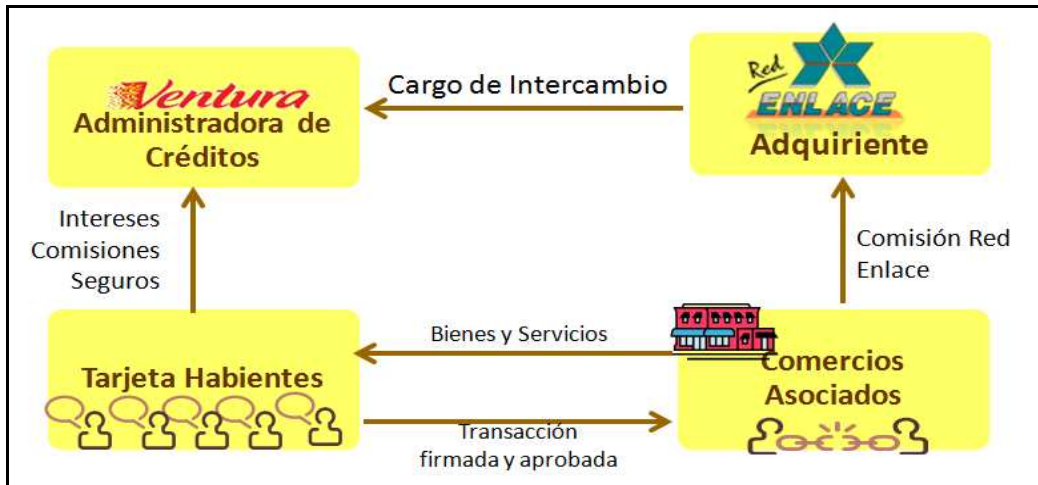 Ventura
Administradora de
Créditos
Cargo de Intercambio
Red
ENLACE
Adquiriente
Intereses
Comisiones
Seguros
Comisión Red
Enlace
Tarjeta Habientes
Bienes y Servicios
Transacción
firmada y aprobada
Comercios
Asociados